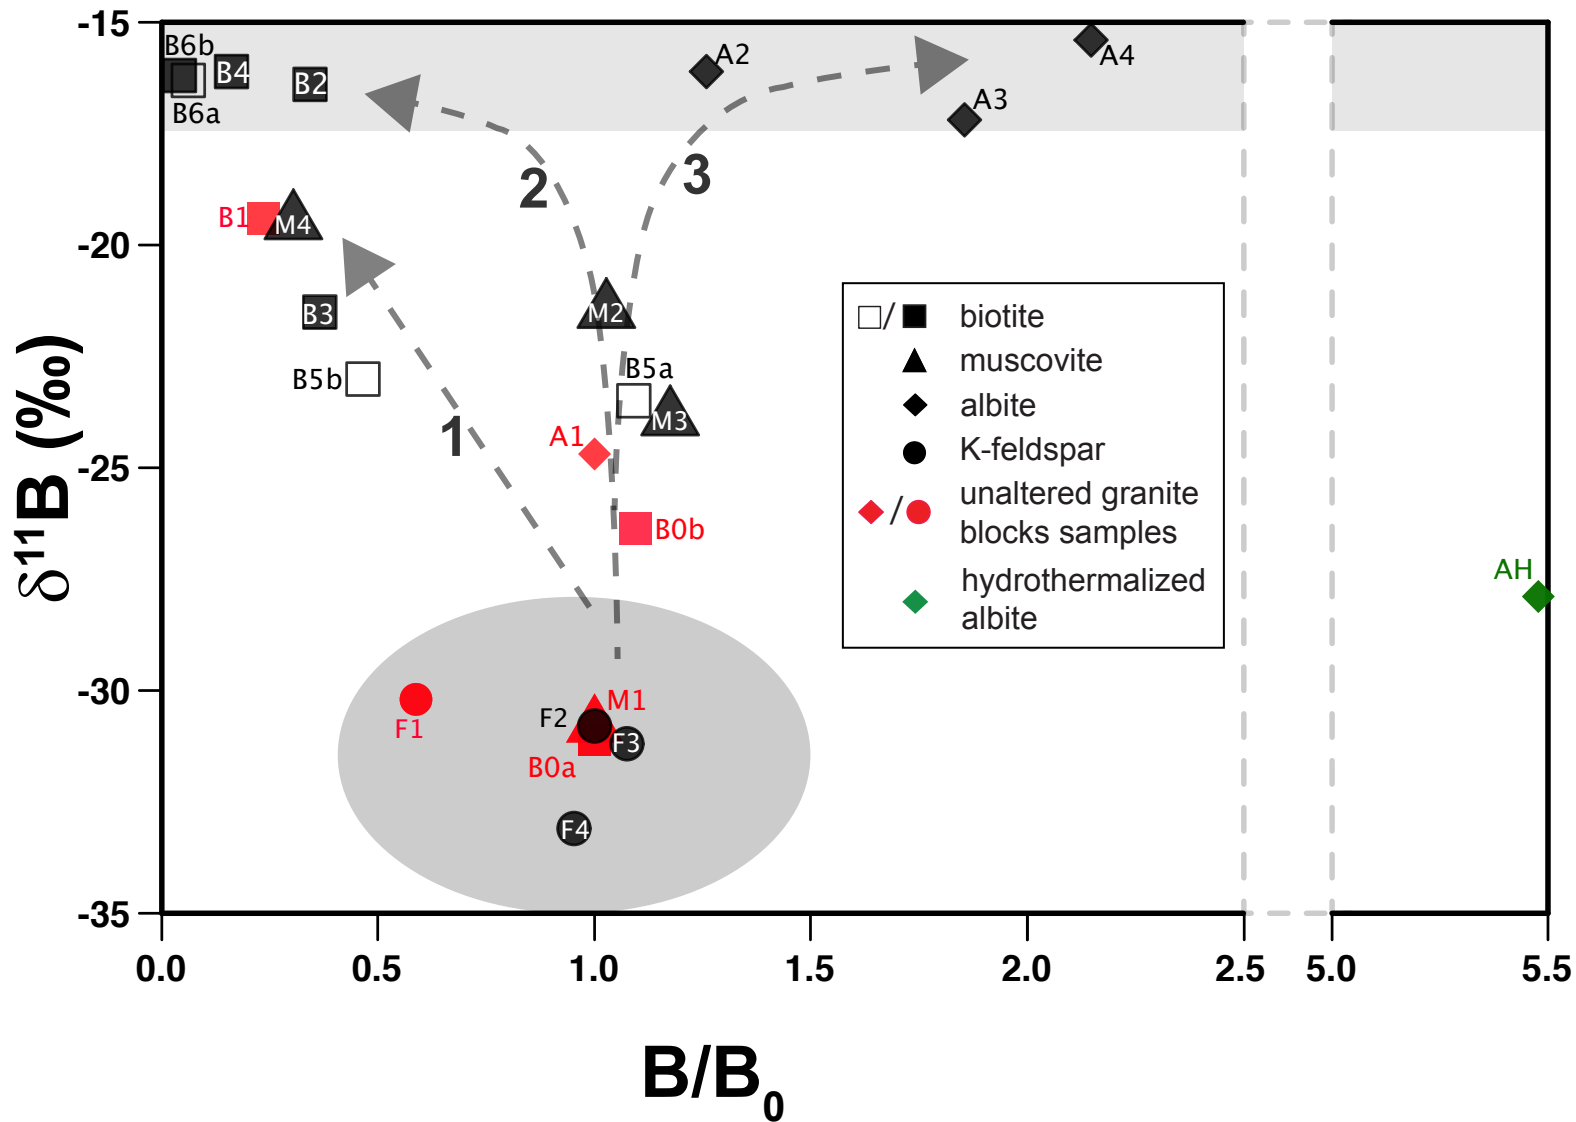 -15
-20
-25
-30
-35
δ¹¹B (‰)
B6b
B4
B2
B6a
A2
A4
A3
2
3
B1
M4
B3
M2
B5b
B5a
M3
1
A1
B0b
□/■ biotite
▲ muscovite
◆ albite
● K-feldspar
◆/● unaltered granite
blocks samples
◆ hydrothermalized
albite
AH
M1
F1
F2
F3
B0a
F4
0.0 0.5 1.0 1.5 2.0 2.5 5.0 5.5
B/B₀